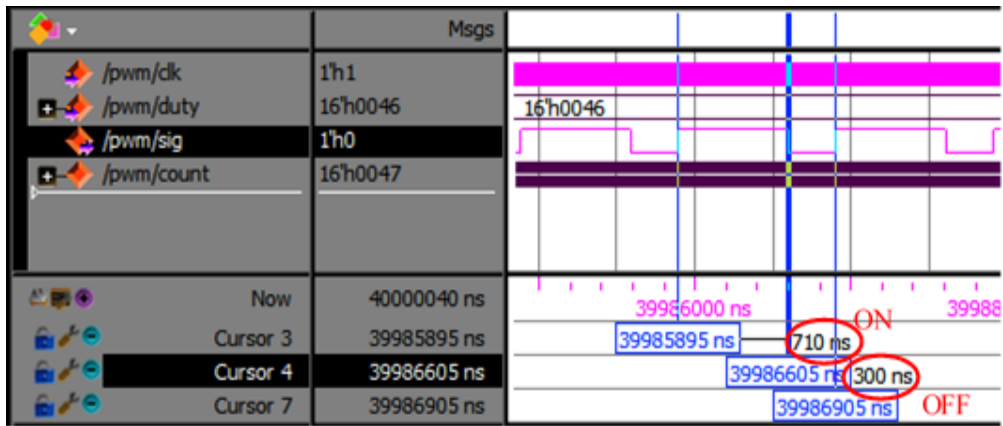 Msgs
/pwm/clk 1'h1
/pwm/duty 16'h0046 16'h0046
/pwm/sig 1'h0
/pwm/count 16'h0047
Now 40000040 ns 39986000 ns 39988
ON
Cursor 3 39985895 ns 39985895 ns 710 ns
Cursor 4 39986605 ns 39986605 ns 300 ns
Cursor 7 39986905 ns 39986905 ns OFF